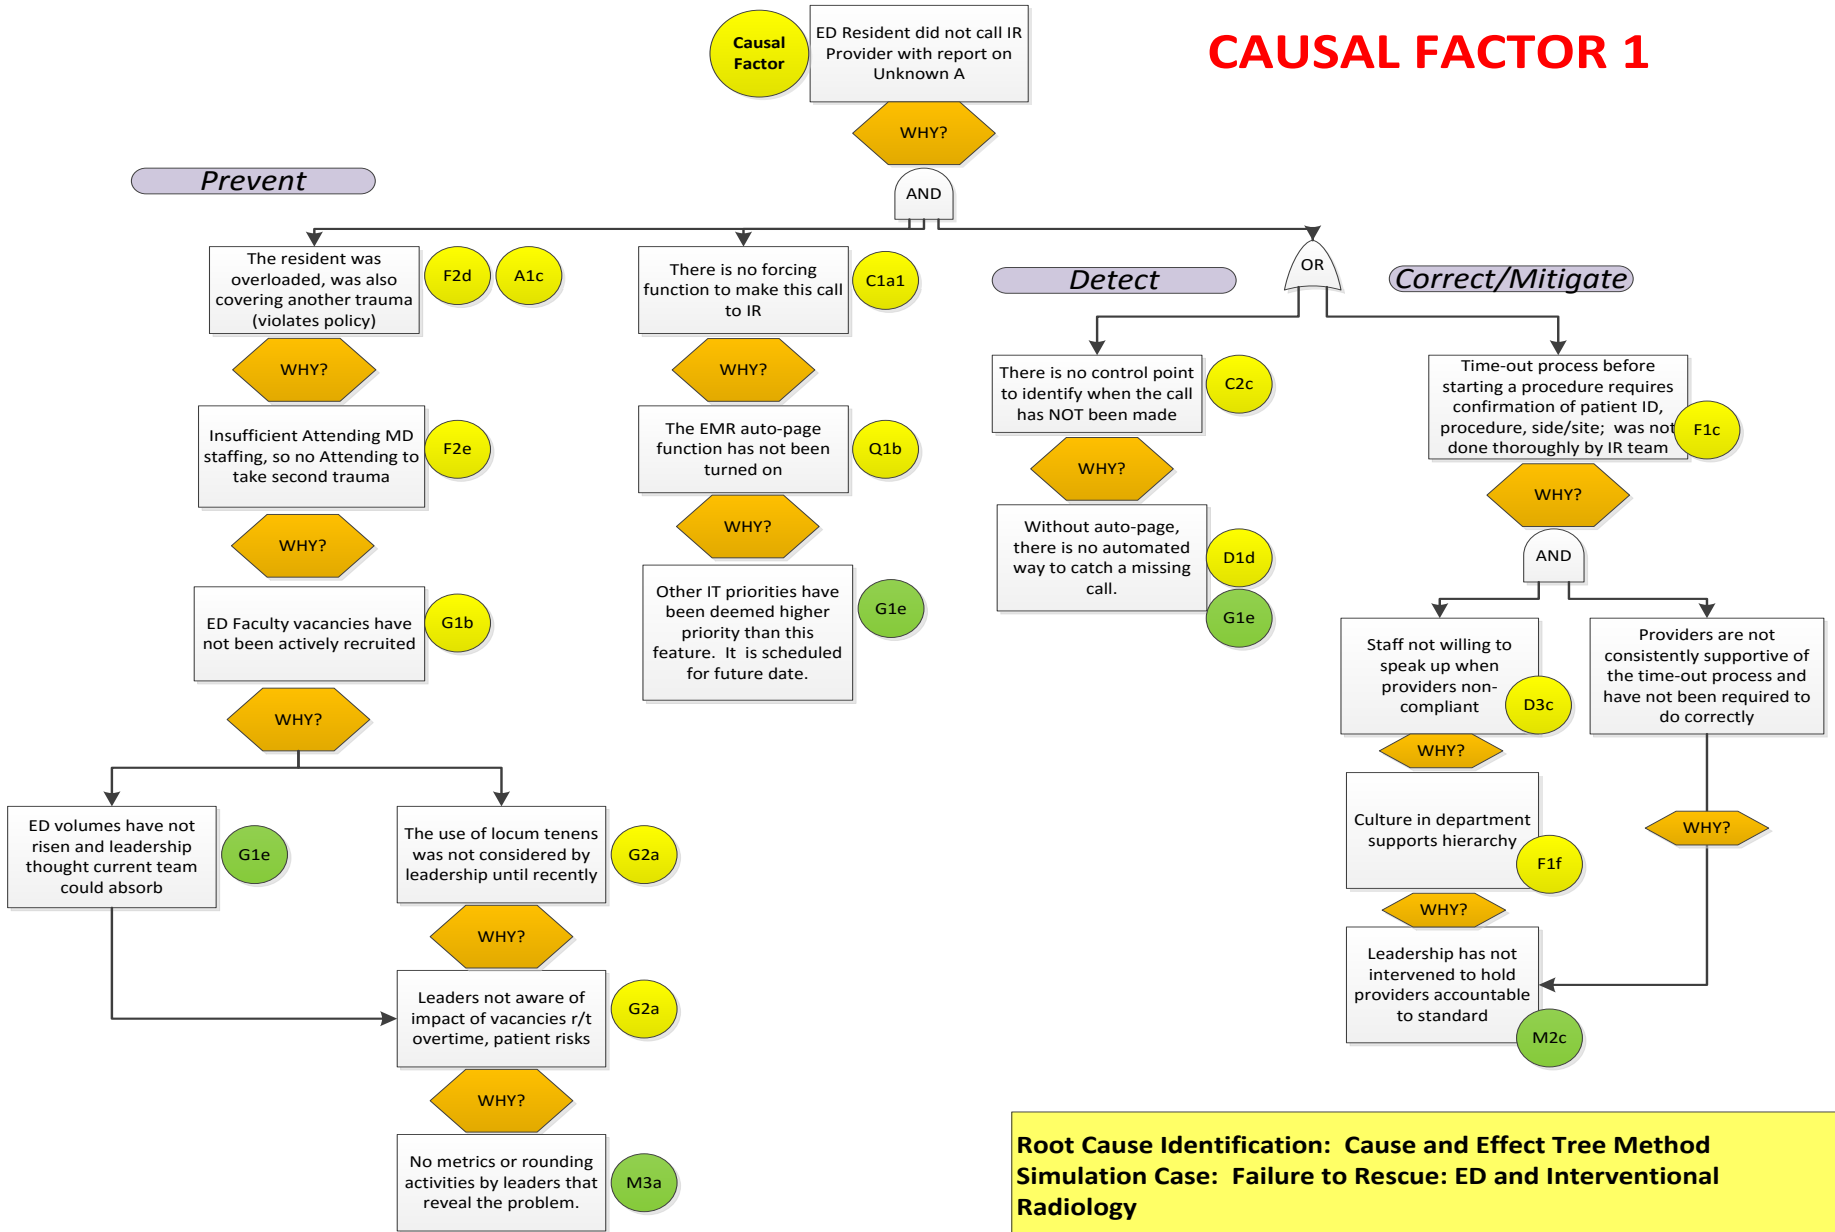 CAUSAL FACTOR 1
Causal
Factor
ED Resident did not call IR
Provider with report on
Unknown A
WHY?
AND
Prevent
The resident was
overloaded, was also
covering another trauma
(violates policy)
F2d
A1c
WHY?
Insufficient Attending MD
staffing, so no Attending to
take second trauma
F2e
WHY?
ED Faculty vacancies have
not been actively recruited
G1b
WHY?
ED volumes have not
risen and leadership
thought current team
could absorb
G1e
The use of locum tenens
was not considered by
leadership until recently
G2a
WHY?
Leaders not aware of
impact of vacancies r/t
overtime, patient risks
G2a
WHY?
No metrics or rounding
activities by leaders that
reveal the problem.
M3a
There is no forcing
function to make this call
to IR
C1a1
WHY?
The EMR auto-page
function has not been
turned on
Q1b
WHY?
Other IT priorities have
been deemed higher
priority than this
feature. It is scheduled
for future date.
G1e
OR
Detect
There is no control point
to identify when the call
has NOT been made
C2c
WHY?
Without auto-page,
there is no automated
way to catch a missing
call.
D1d
G1e
Correct/Mitigate
Time-out process before
starting a procedure requires
confirmation of patient ID,
procedure, side/site; was not
done thoroughly by IR team
F1c
WHY?
AND
Staff not willing to
speak up when
providers non-
compliant
D3c
WHY?
Culture in department
supports hierarchy
F1f
WHY?
Leadership has not
intervened to hold
providers accountable
to standard
M2c
Providers are not
consistently supportive of
the time-out process and
have not been required to
do correctly
WHY?
Root Cause Identification: Cause and Effect Tree Method
Simulation Case: Failure to Rescue: ED and Interventional
Radiology